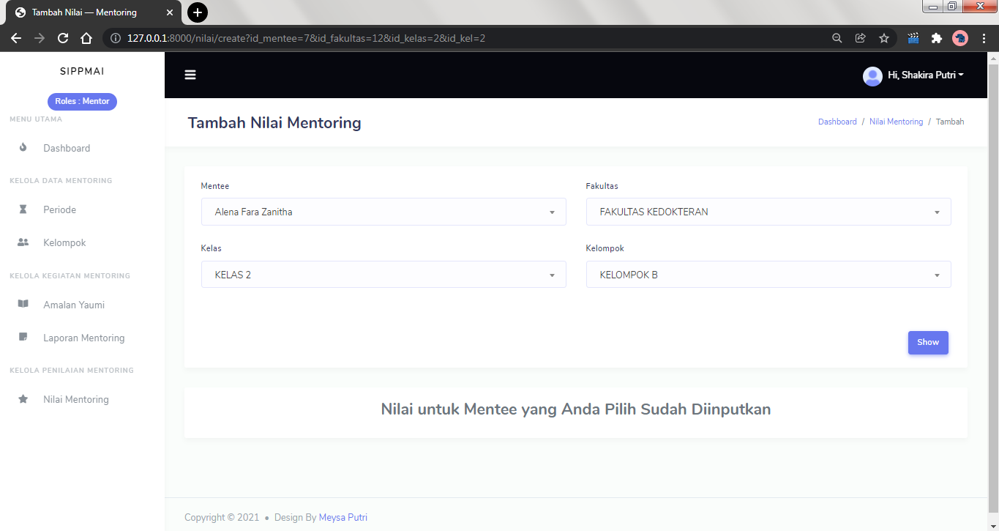 Tambah Nilai — Mentoring
127.0.0.1:8000/nilai/create?id_mentee=7&id_fakultas=12&id_kelas=2&id_kel=2
SIPPMAI
Roles : Mentor
MENU UTAMA
Dashboard
KELOLA DATA MENTORING
Periode
Kelompok
KELOLA KEGIATAN MENTORING
Amalan Yaumi
Laporan Mentoring
KELOLA PENILAIAN MENTORING
Nilai Mentoring
Hi, Shakira Putri
Tambah Nilai Mentoring
Dashboard / Nilai Mentoring / Tambah
Mentee
Fakultas
Alena Fara Zanitha
FAKULTAS KEDOKTERAN
Kelas
Kelompok
KELAS 2
KELOMPOK B
Show
Nilai untuk Mentee yang Anda Pilih Sudah Diinputkan
Copyright © 2021 • Design By Meysa Putri